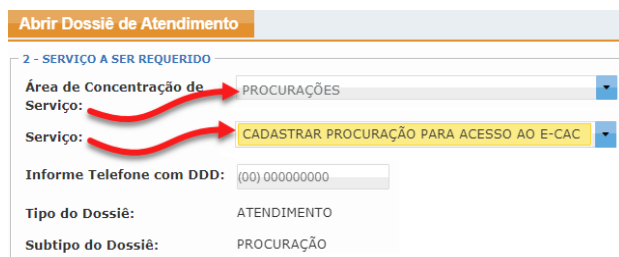 Abrir Dossiê de Atendimento
2 - SERVIÇO A SER REQUERIDO
Área de Concentração de Serviço: PROCURAÇÕES
Serviço: CADASTRAR PROCURAÇÃO PARA ACESSO AO E-CAC
Informe Telefone com DDD: (00) 000000000
Tipo do Dossiê: ATENDIMENTO
Subtipo do Dossiê: PROCURAÇÃO